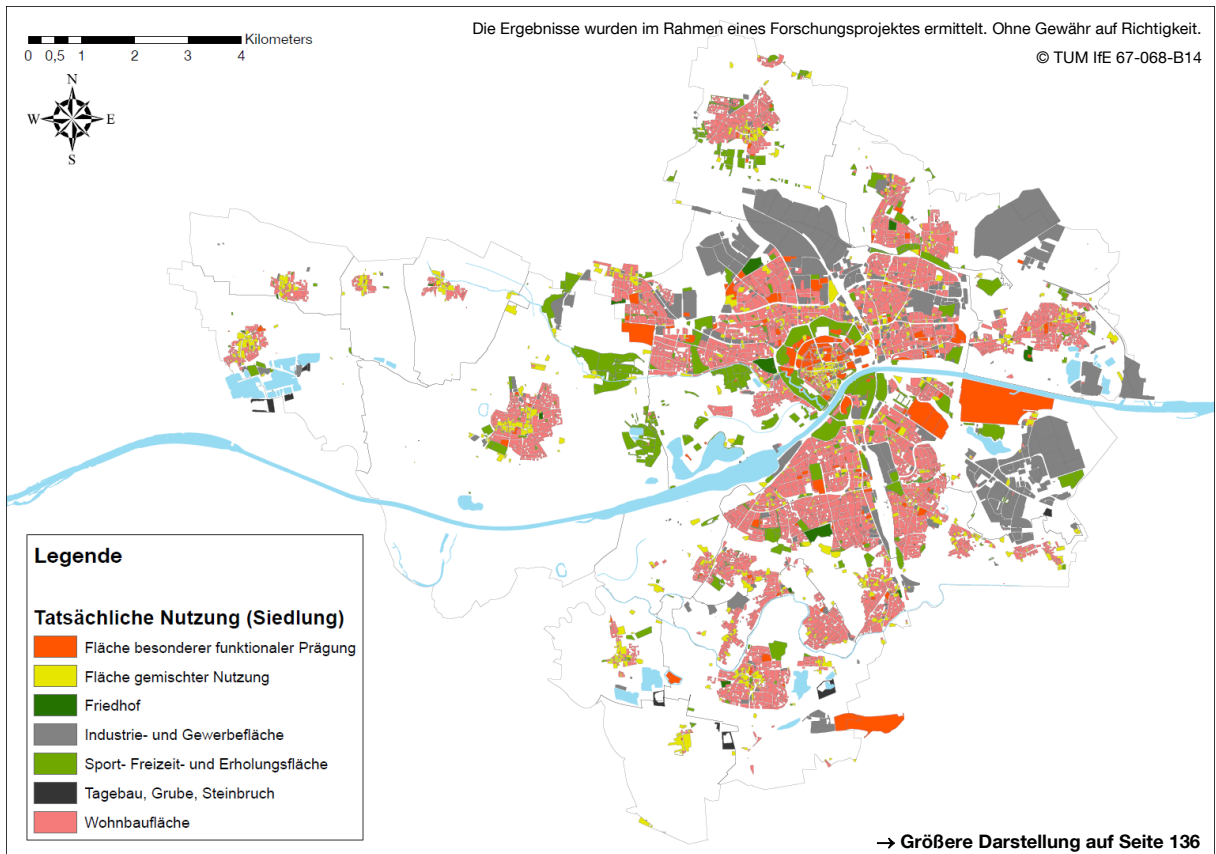 Die Ergebnisse wurden im Rahmen eines Forschungsprojektes ermittelt. Ohne Gewähr auf Richtigkeit.
© TUM IfE 67-068-B14
Kilometers
0 0,5 1 2 3 4
N
W E
S
Legende
Tatsächliche Nutzung (Siedlung)
Fläche besonderer funktionaler Prägung
Fläche gemischter Nutzung
Friedhof
Industrie- und Gewerbefläche
Sport- Freizeit- und Erholungsfläche
Tagebau, Grube, Steinbruch
Wohnbaufläche
→ Größere Darstellung auf Seite 136